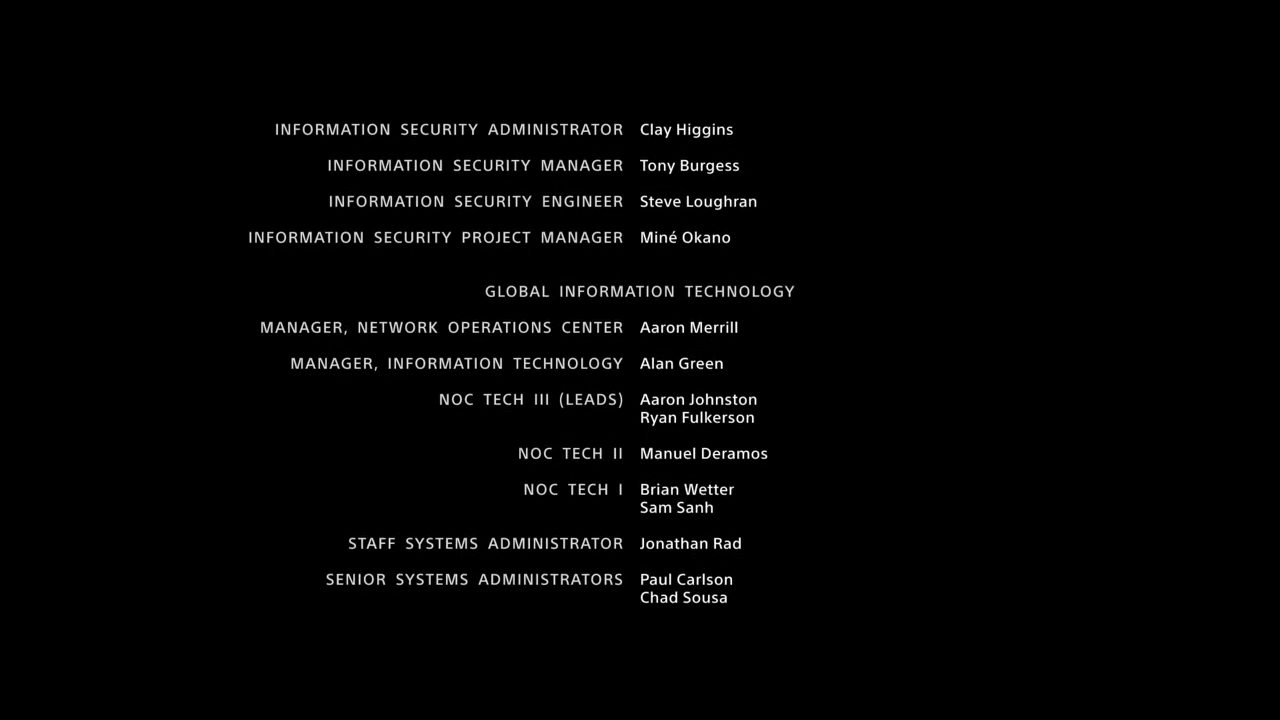 INFORMATION SECURITY ADMINISTRATOR Clay Higgins
INFORMATION SECURITY MANAGER Tony Burgess
INFORMATION SECURITY ENGINEER Steve Loughran
INFORMATION SECURITY PROJECT MANAGER Miné Okano
GLOBAL INFORMATION TECHNOLOGY
MANAGER, NETWORK OPERATIONS CENTER Aaron Merrill
MANAGER, INFORMATION TECHNOLOGY Alan Green
NOC TECH III (LEADS) Aaron Johnston
Ryan Fulkerson
NOC TECH II Manuel Deramos
NOC TECH I Brian Wetter
Sam Sanh
STAFF SYSTEMS ADMINISTRATOR Jonathan Rad
SENIOR SYSTEMS ADMINISTRATORS Paul Carlson
Chad Sousa